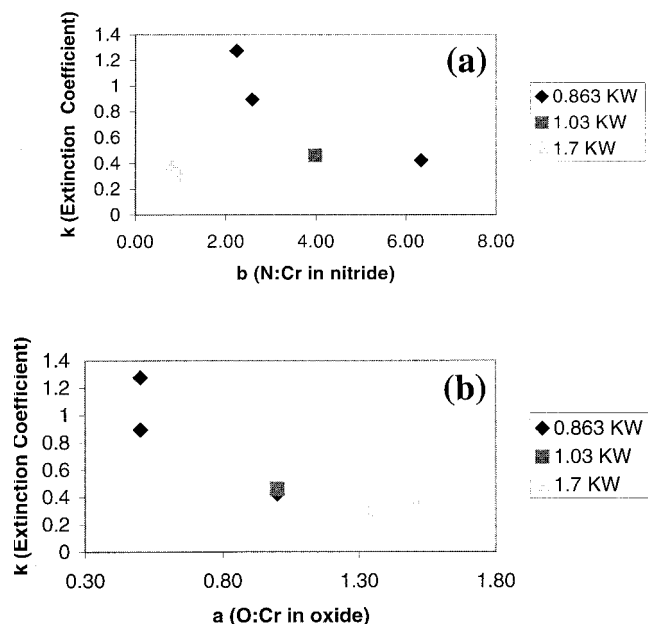 1.4
1.2
1
0.8
0.6
0.4
0.2
0
k (Extinction Coefficient)
(a)
0.00 2.00 4.00 6.00 8.00
b (N:Cr in nitride)
0.863 KW
1.03 KW
1.7 KW
1.4
1.2
1
0.8
0.6
0.4
0.2
0
k (Extinction Coefficient)
(b)
0.30 0.80 1.30 1.80
a (O:Cr in oxide)
0.863 KW
1.03 KW
1.7 KW